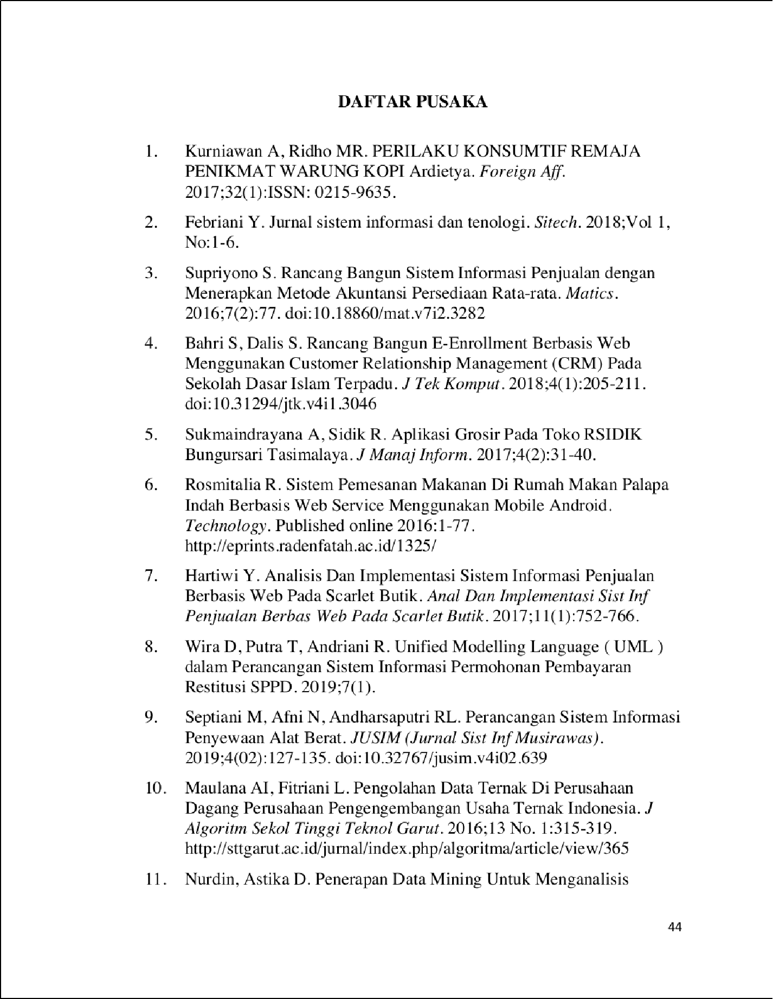 DAFTAR PUSAKA
1. Kurniawan A, Ridho MR. PERILAKU KONSUMTIF REMAJA
PENIKMAT WARUNG KOPI Ardietya. Foreign Aff.
2017;32(1):ISSN: 0215-9635.
2. Febriani Y. Jurnal sistem informasi dan tenologi. Sitech. 2018;Vol 1,
No:1-6.
3. Supriyono S. Rancang Bangun Sistem Informasi Penjualan dengan
Menerapkan Metode Akuntansi Persediaan Rata-rata. Matics.
2016;7(2):77. doi:10.18860/mat.v7i2.3282
4. Bahri S, Dalis S. Rancang Bangun E-Enrollment Berbasis Web
Menggunakan Customer Relationship Management (CRM) Pada
Sekolah Dasar Islam Terpadu. J Tek Komput. 2018;4(1):205-211.
doi:10.31294/jtk.v4i1.3046
5. Sukmaindrayana A, Sidik R. Aplikasi Grosir Pada Toko RSIDIK
Bungursari Tasimalaya. J Manaj Inform. 2017;4(2):31-40.
6. Rosmitalia R. Sistem Pemesanan Makanan Di Rumah Makan Palapa
Indah Berbasis Web Service Menggunakan Mobile Android.
Technology. Published online 2016:1-77.
http://eprints.radenfatah.ac.id/1325/
7. Hartiwi Y. Analisis Dan Implementasi Sistem Informasi Penjualan
Berbasis Web Pada Scarlet Butik. Anal Dan Implementasi Sist Inf
Penjualan Berbas Web Pada Scarlet Butik. 2017;11(1):752-766.
8. Wira D, Putra T, Andriani R. Unified Modelling Language ( UML )
dalam Perancangan Sistem Informasi Permohonan Pembayaran
Restitusi SPPD. 2019;7(1).
9. Septiani M, Afni N, Andharsaputri RL. Perancangan Sistem Informasi
Penyewaan Alat Berat. JUSIM (Jurnal Sist Inf Musirawas).
2019;4(02):127-135. doi:10.32767/jusim.v4i02.639
10. Maulana AI, Fitriani L. Pengolahan Data Ternak Di Perusahaan
Dagang Perusahaan Pengengembangan Usaha Ternak Indonesia. J
Algoritm Sekol Tinggi Teknol Garut. 2016;13 No. 1:315-319.
http://sttgarut.ac.id/jurnal/index.php/algoritma/article/view/365
11. Nurdin, Astika D. Penerapan Data Mining Untuk Menganalisis
44